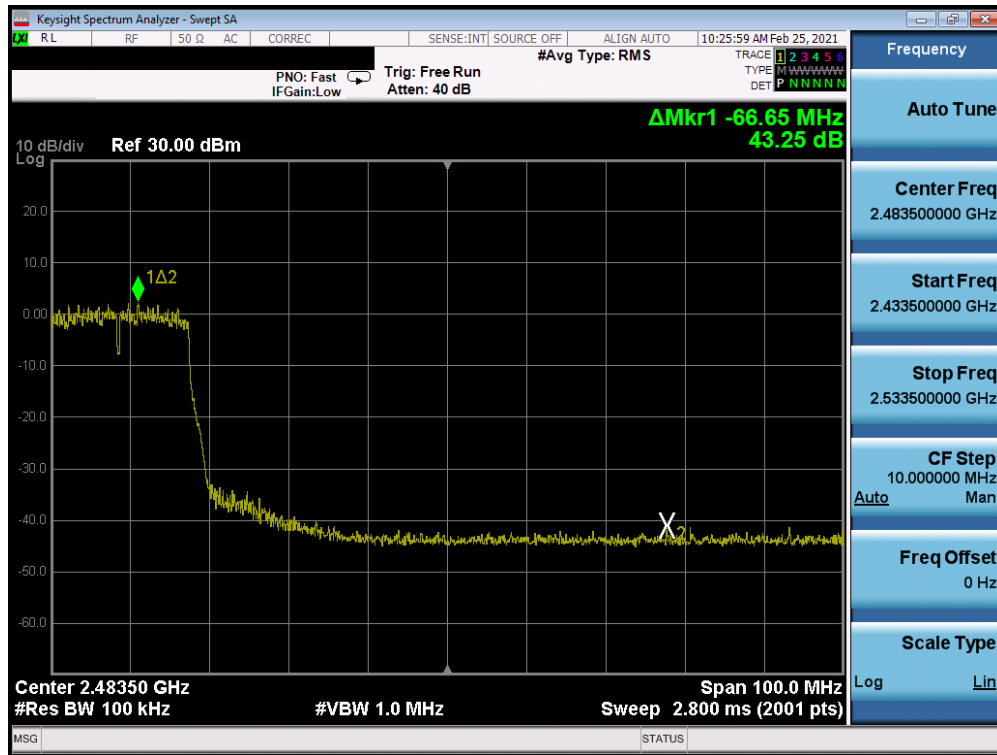 Keysight Spectrum Analyzer - Swept SA
LXI RL RF 50 Ω AC CORREC SENSE:INT SOURCE OFF ALIGN AUTO 10:25:59 AM Feb 25, 2021
#Avg Type: RMS
TRACE 1 2 3 4 5 6
PNO: Fast Trig: Free Run
TYPE M WWWWW
IFGain:Low Atten: 40 dB
DET P N N N N N
ΔMkr1 -66.65 MHz
43.25 dB
10 dB/div Ref 30.00 dBm
Log
1Δ2
20.0
10.0
0.00
-10.0
-20.0
-30.0
-40.0
-50.0
-60.0
X2
Center 2.48350 GHz Span 100.0 MHz
#Res BW 100 kHz #VBW 1.0 MHz Sweep 2.800 ms (2001 pts)
MSG STATUS
Frequency
Auto Tune
Center Freq
2.483500000 GHz
Start Freq
2.433500000 GHz
Stop Freq
2.533500000 GHz
CF Step
10.000000 MHz
Auto Man
Freq Offset
0 Hz
Scale Type
Log Lin